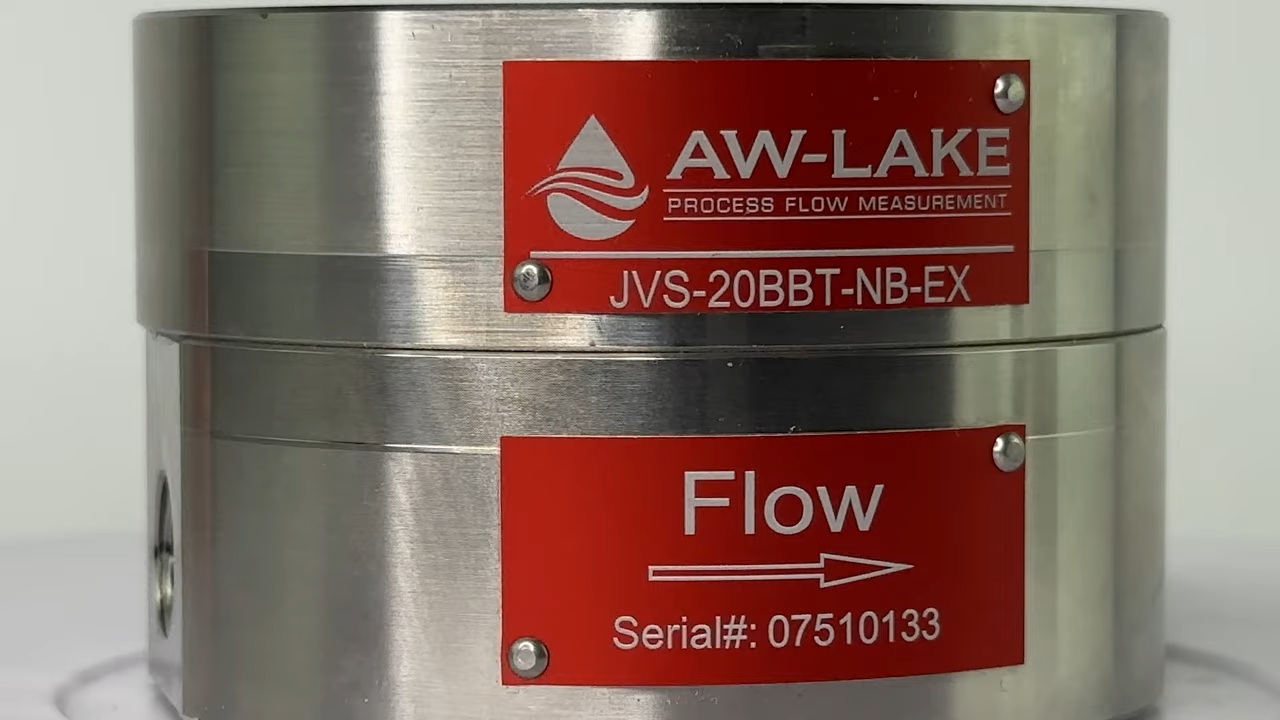 AW-LAKE
PROCESS FLOW MEASUREMENT
JVS-20BBT-NB-EX
Flow
Serial#: 07510133